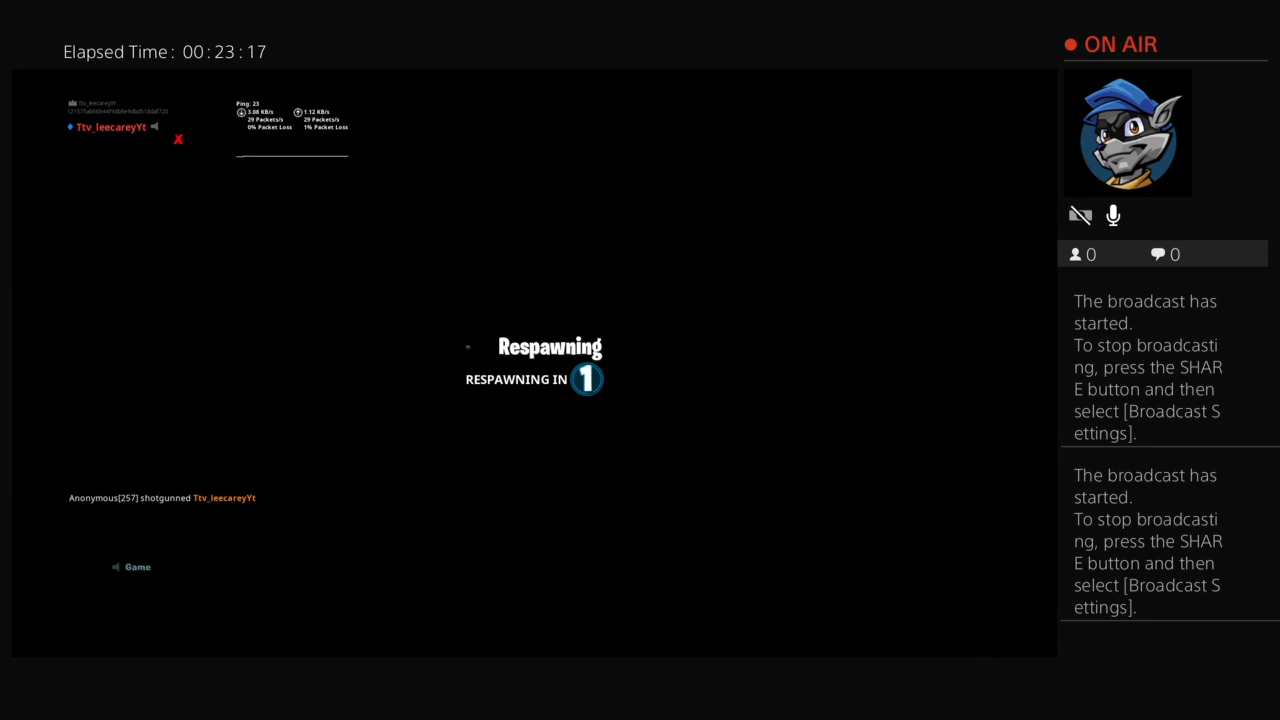 Elapsed Time: 00:23:17
ON AIR
Ttv_leecareyYt
Ttv_leecareyYt
X
Ping: 23
3.08 KB/s 1.12 KB/s
29 Packets/s 29 Packets/s
0% Packet Loss 1% Packet Loss
0 0
The broadcast has
started.
To stop broadcasti
ng, press the SHAR
E button and then
select [Broadcast S
ettings].
Respawning
RESPAWNING IN 1
The broadcast has
started.
To stop broadcasti
ng, press the SHAR
E button and then
select [Broadcast S
ettings].
Anonymous[257] shotgunned Ttv_leecareyYt
Game